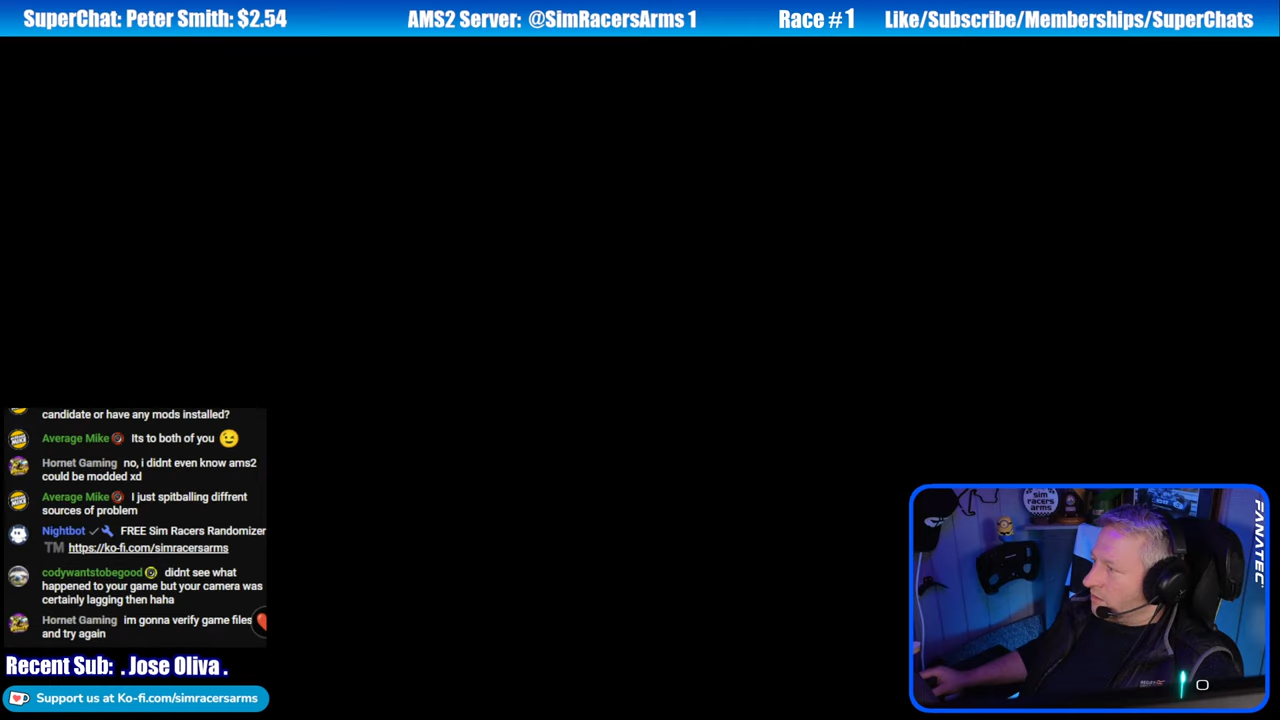 SuperChat: Peter Smith: $2.54
AMS2 Server: @SimRacersArms 1
Race #1
Like/Subscribe/Memberships/SuperChats
candidate or have any mods installed?
Average Mike Its to both of you
Hornet Gaming no, i didnt even know ams2
could be modded xd
Average Mike I just spitballing diffrent
sources of problem
Nightbot FREE Sim Racers Randomizer
TM https://ko-fi.com/simracersarms
codywantstobegood didnt see what
happened to your game but your camera was
certainly lagging then haha
Hornet Gaming im gonna verify game files
and try again
Recent Sub: . Jose Oliva .
Support us at Ko-fi.com/simracersarms
sim
racers
arms
FANATEC